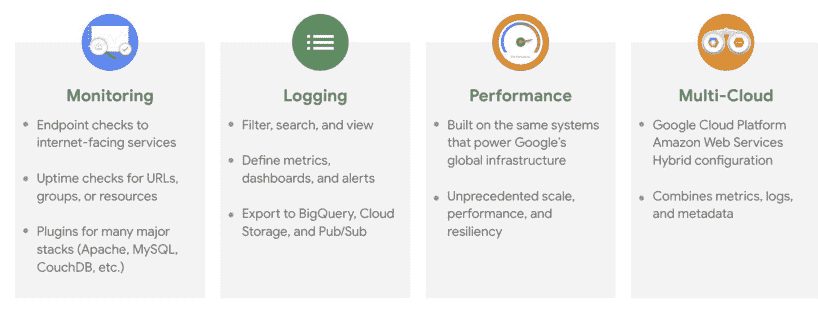 Monitoring
Endpoint checks to
internet-facing services
Uptime checks for URLs,
groups, or resources
Plugins for many major
stacks (Apache, MySQL,
CouchDB, etc.)
Logging
Filter, search, and view
Define metrics,
dashboards, and alerts
Export to BigQuery, Cloud
Storage, and Pub/Sub
Performance
Built on the same systems
that power Google's
global infrastructure
Unprecedented scale,
performance, and
resiliency
Multi-Cloud
Google Cloud Platform
Amazon Web Services
Hybrid configuration
Combines metrics, logs,
and metadata